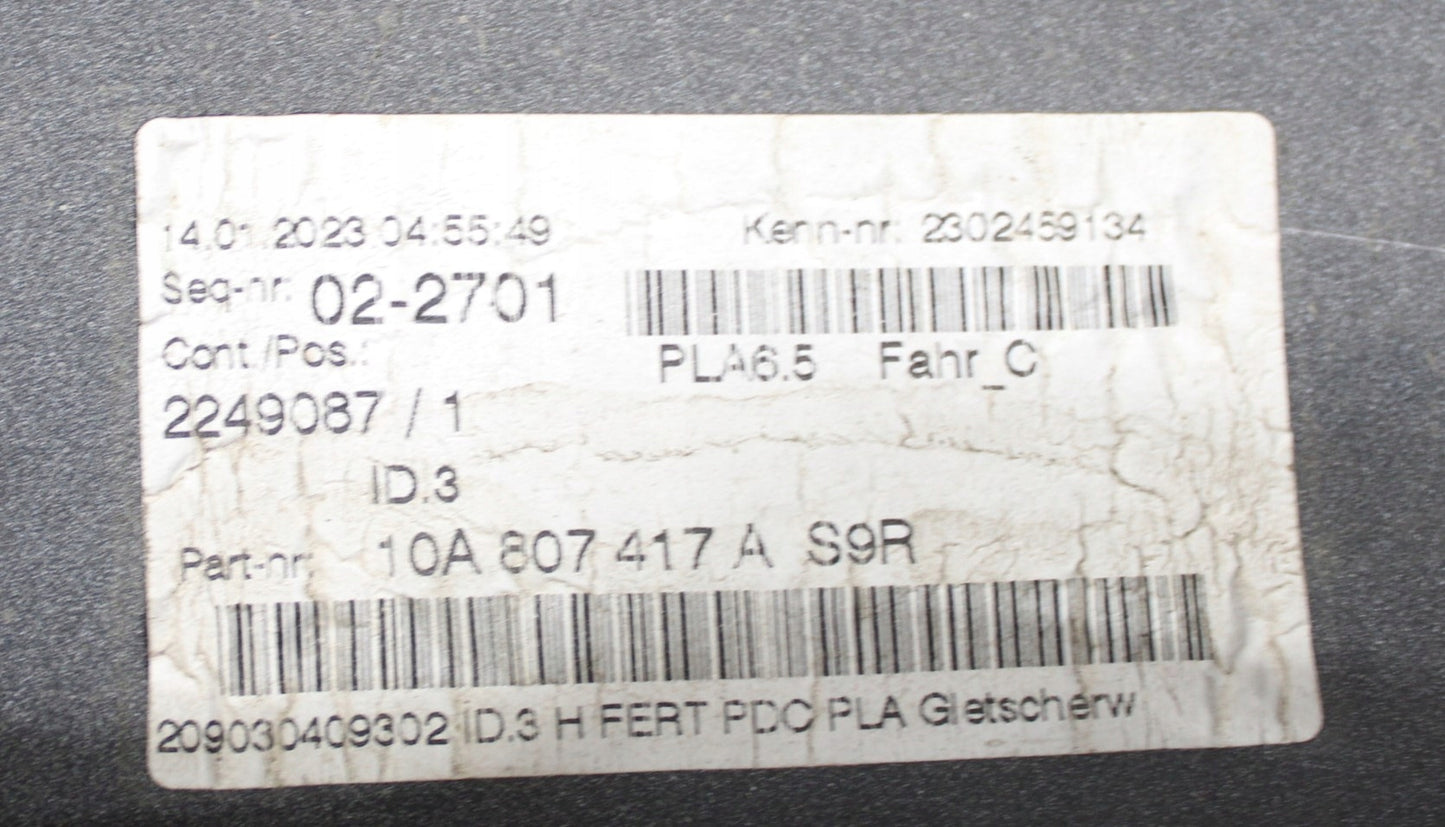 14.01.2023 04:55:49 Kenn-nr: 2302459134
Seq-nr: 02-2701
Cont./Pos.: PLA6.5 Fahr_C
2249087 / 1
ID.3
Part-nr: 10A 807 417 A S9R
209030409302 ID.3 H FERT PDC PLA Gletscherw